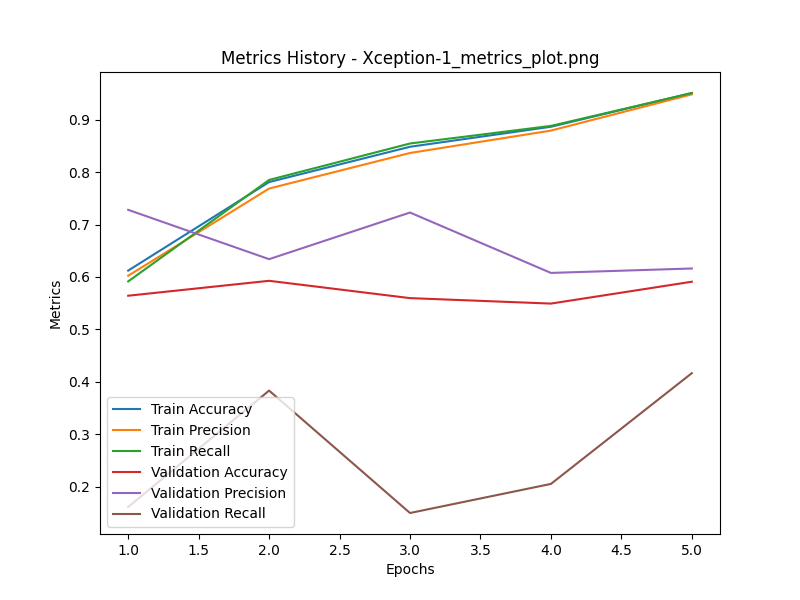 Metrics History - Xception-1_metrics_plot.png
0.9
0.8
0.7
0.6
0.5
0.4
0.3
0.2
Metrics
Train Accuracy
Train Precision
Train Recall
Validation Accuracy
Validation Precision
Validation Recall
1.0 1.5 2.0 2.5 3.0 3.5 4.0 4.5 5.0
Epochs